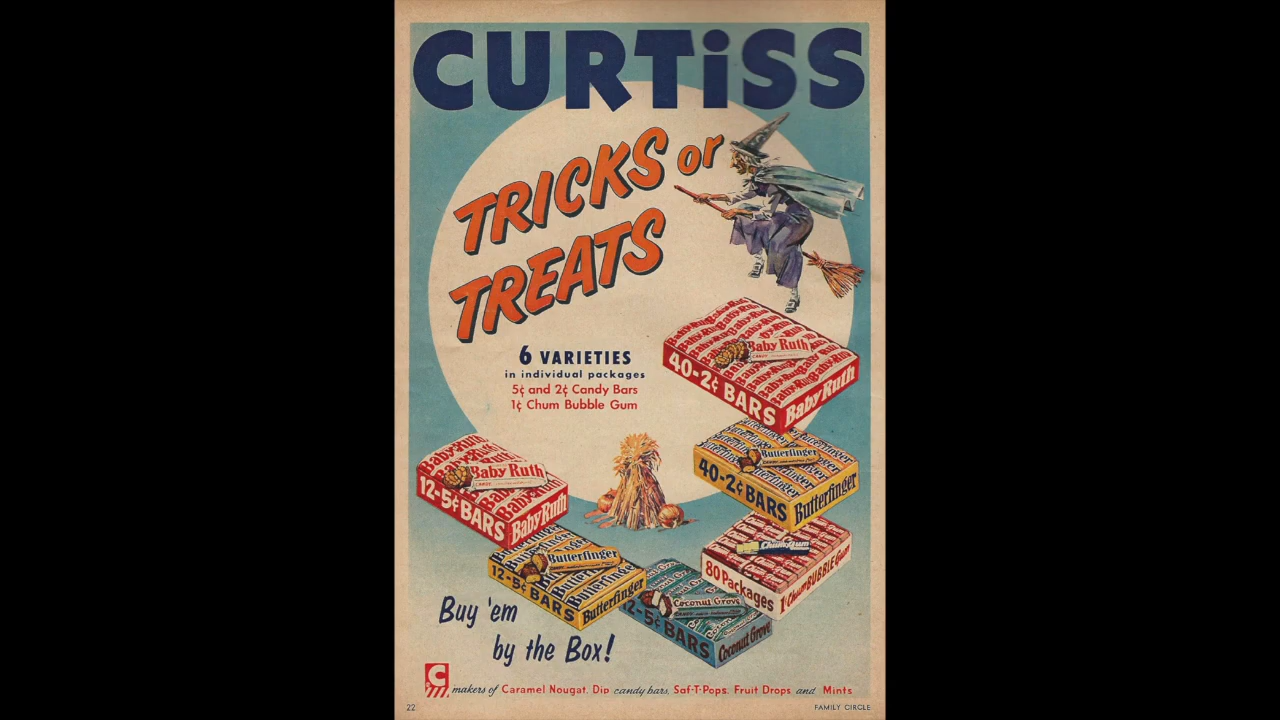 CURTiSS
TRICKS or
TREATS
6 VARIETIES
in individual packages
5¢ and 2¢ Candy Bars
1¢ Chum Bubble Gum
Baby Ruth
40-2¢ BARS
Baby Ruth
Butterfinger
40-2¢ BARS
Butterfinger
Baby Ruth
12-5¢ BARS
Baby Ruth
Chum Gum
80 Packages
1¢ Chum BUBBLE Gum
Butterfinger
12-5¢ BARS
Butterfinger
Coconut Grove
12-5¢ BARS
Coconut Grove
Buy 'em
by the Box!
C
makers of Caramel Nougat, Dip candy bars, Saf-T-Pops, Fruit Drops and Mints
22
FAMILY CIRCLE